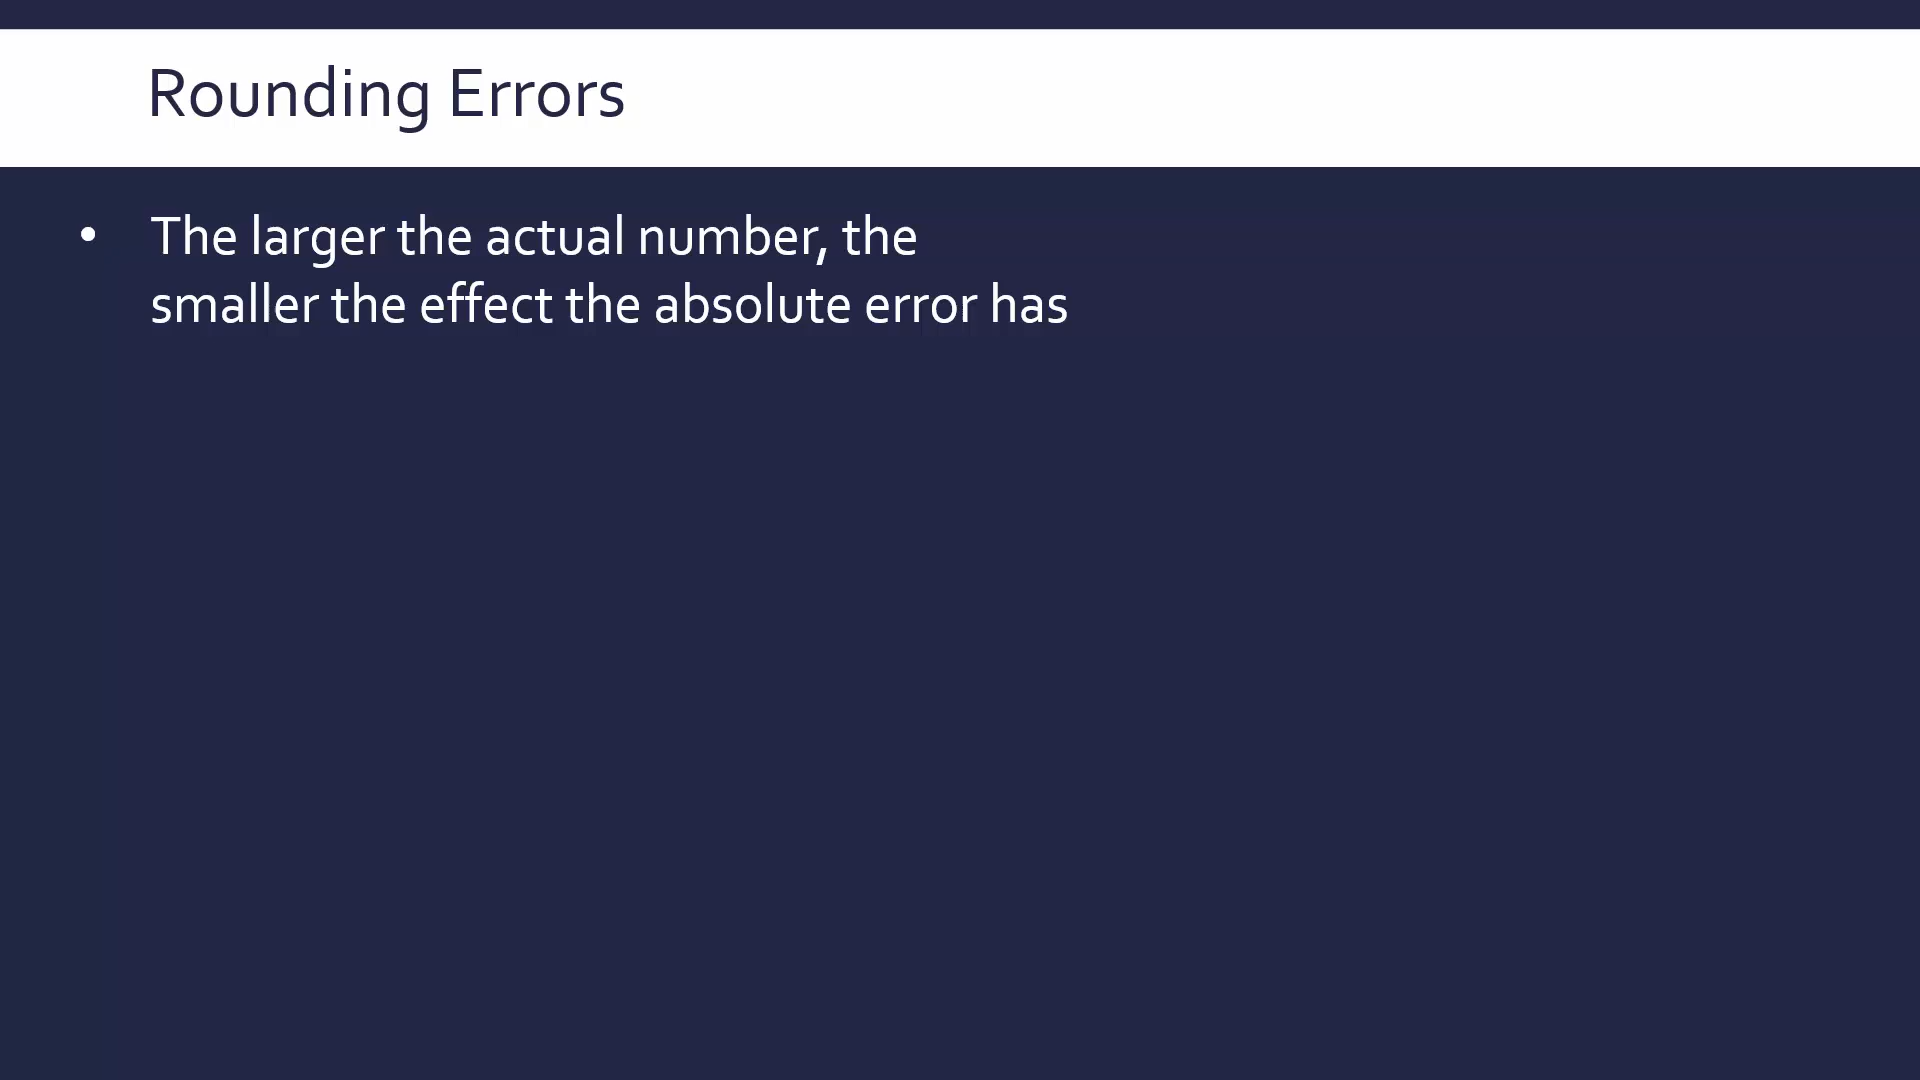 Rounding Errors
• The larger the actual number, the
smaller the effect the absolute error has